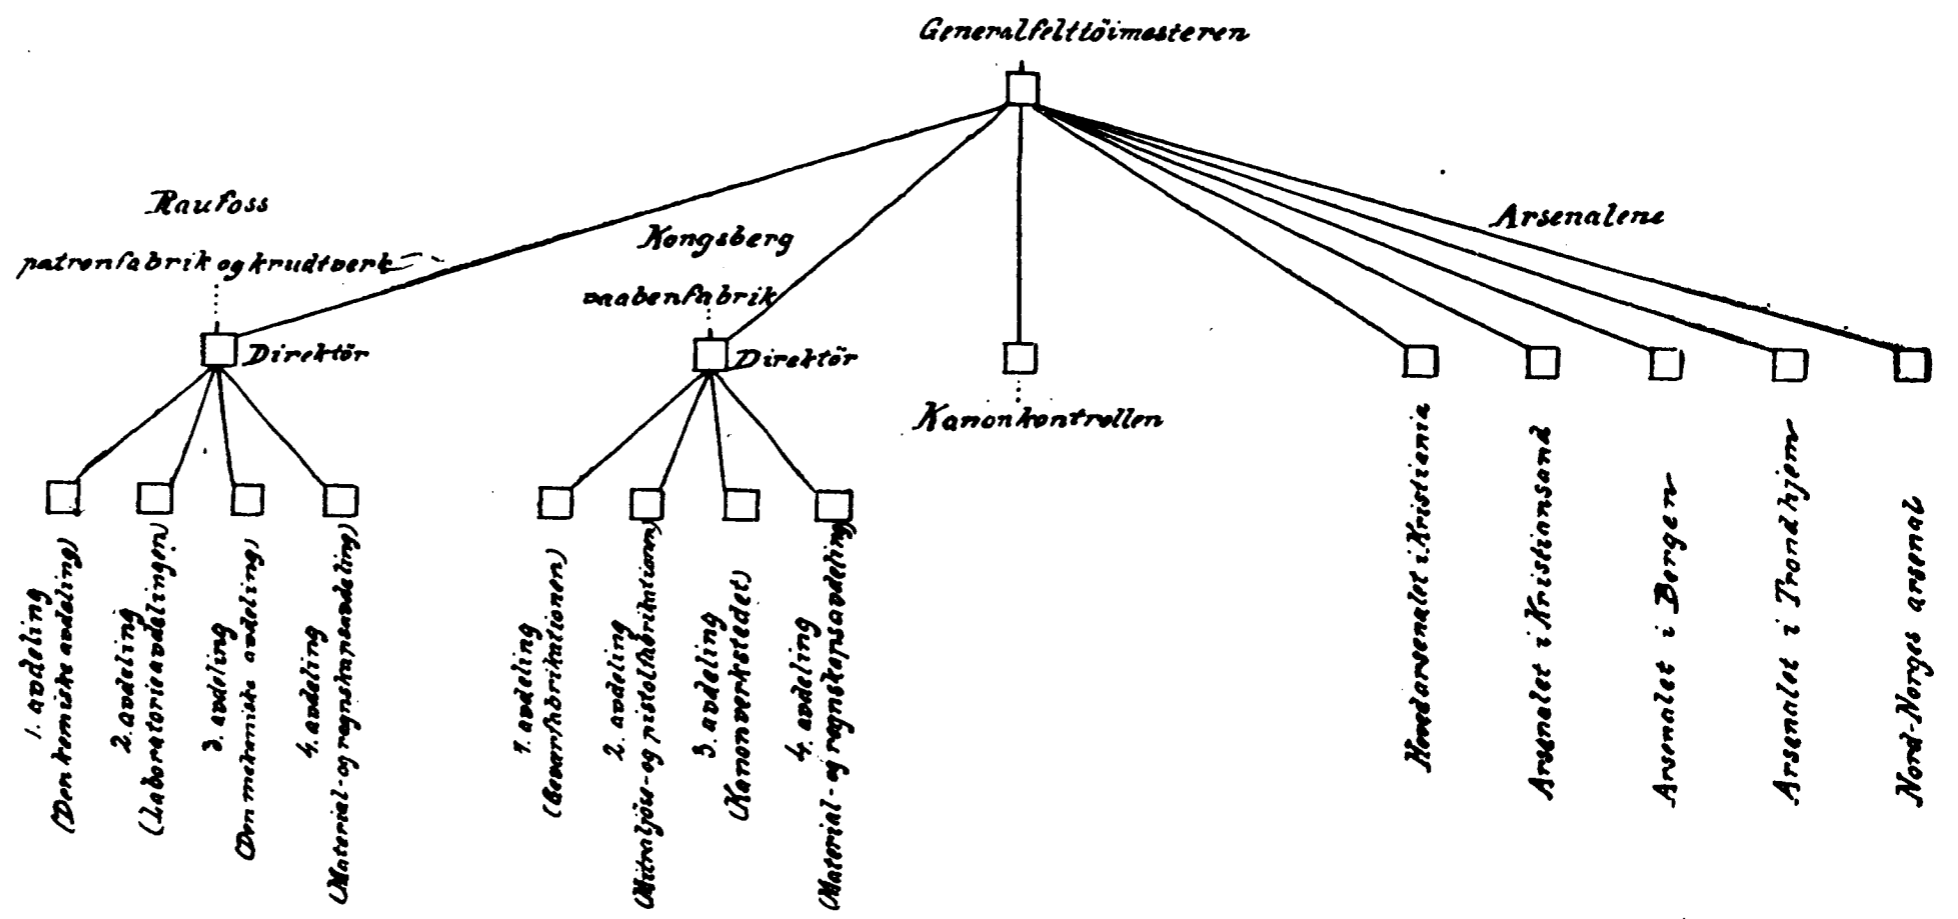 Generalfelttöimesteren
Raufoss
patronfabrik og krudtverk
Kongsberg
vaabenfabrik
Arsenalene
Direktör
Direktör
Kanonkontrollen
1. avdeling
(Den kemiske avdeling)
2. avdeling
(Laboratorieavdelingen)
3. avdeling
(Den mekaniske avdeling)
4. avdeling
(Material- og regnskapsavdeling)
1. avdeling
(Geværfabrikationen)
2. avdeling
(Mitraljöse- og pistolfabrikationen)
3. avdeling
(Kanonverkstedet)
4. avdeling
(Material- og regnskapsavdeling)
Hovedarsenalet i Kristiania
Arsenalet i Kristiansand
Arsenalet i Bergen
Arsenalet i Trondhjem
Nord-Norges arsenal